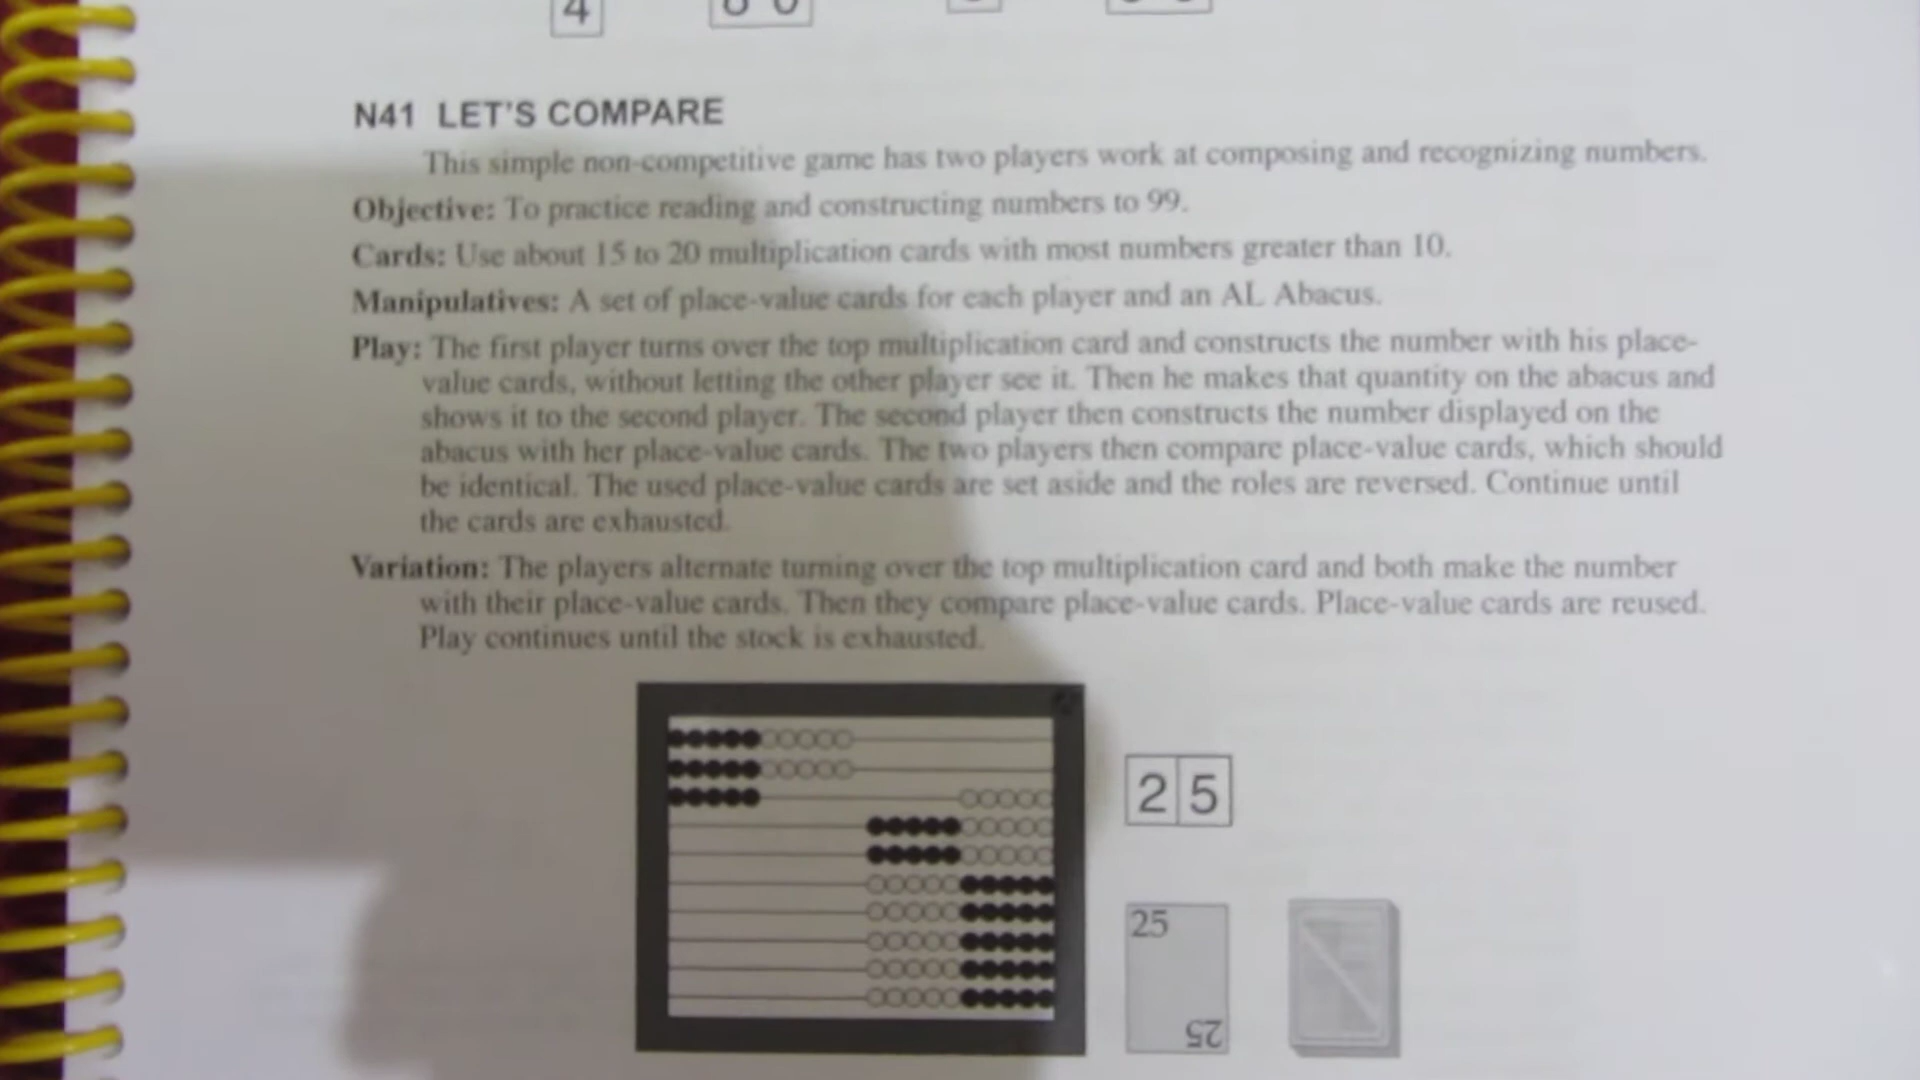 4
N41 LET'S COMPARE
This simple non-competitive game has two players work at composing and recognizing numbers.
Objective: To practice reading and constructing numbers to 99.
Cards: Use about 15 to 20 multiplication cards with most numbers greater than 10.
Manipulatives: A set of place-value cards for each player and an AL Abacus.
Play: The first player turns over the top multiplication card and constructs the number with his place-
value cards, without letting the other player see it. Then he makes that quantity on the abacus and
shows it to the second player. The second player then constructs the number displayed on the
abacus with her place-value cards. The two players then compare place-value cards, which should
be identical. The used place-value cards are set aside and the roles are reversed. Continue until
the cards are exhausted.
Variation: The players alternate turning over the top multiplication card and both make the number
with their place-value cards. Then they compare place-value cards. Place-value cards are reused.
Play continues until the stock is exhausted.
2 5
25
25